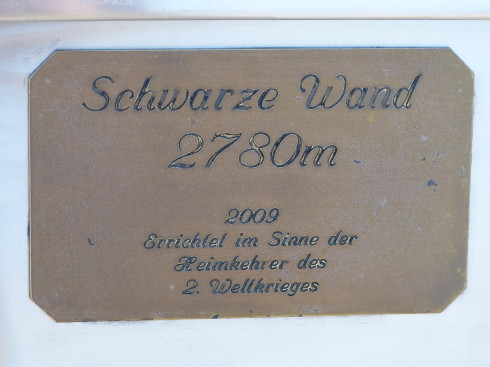 Schwarze Wand
2780m
2009
Errichtet im Sinne der
Heimkehrer des
2. Weltkrieges